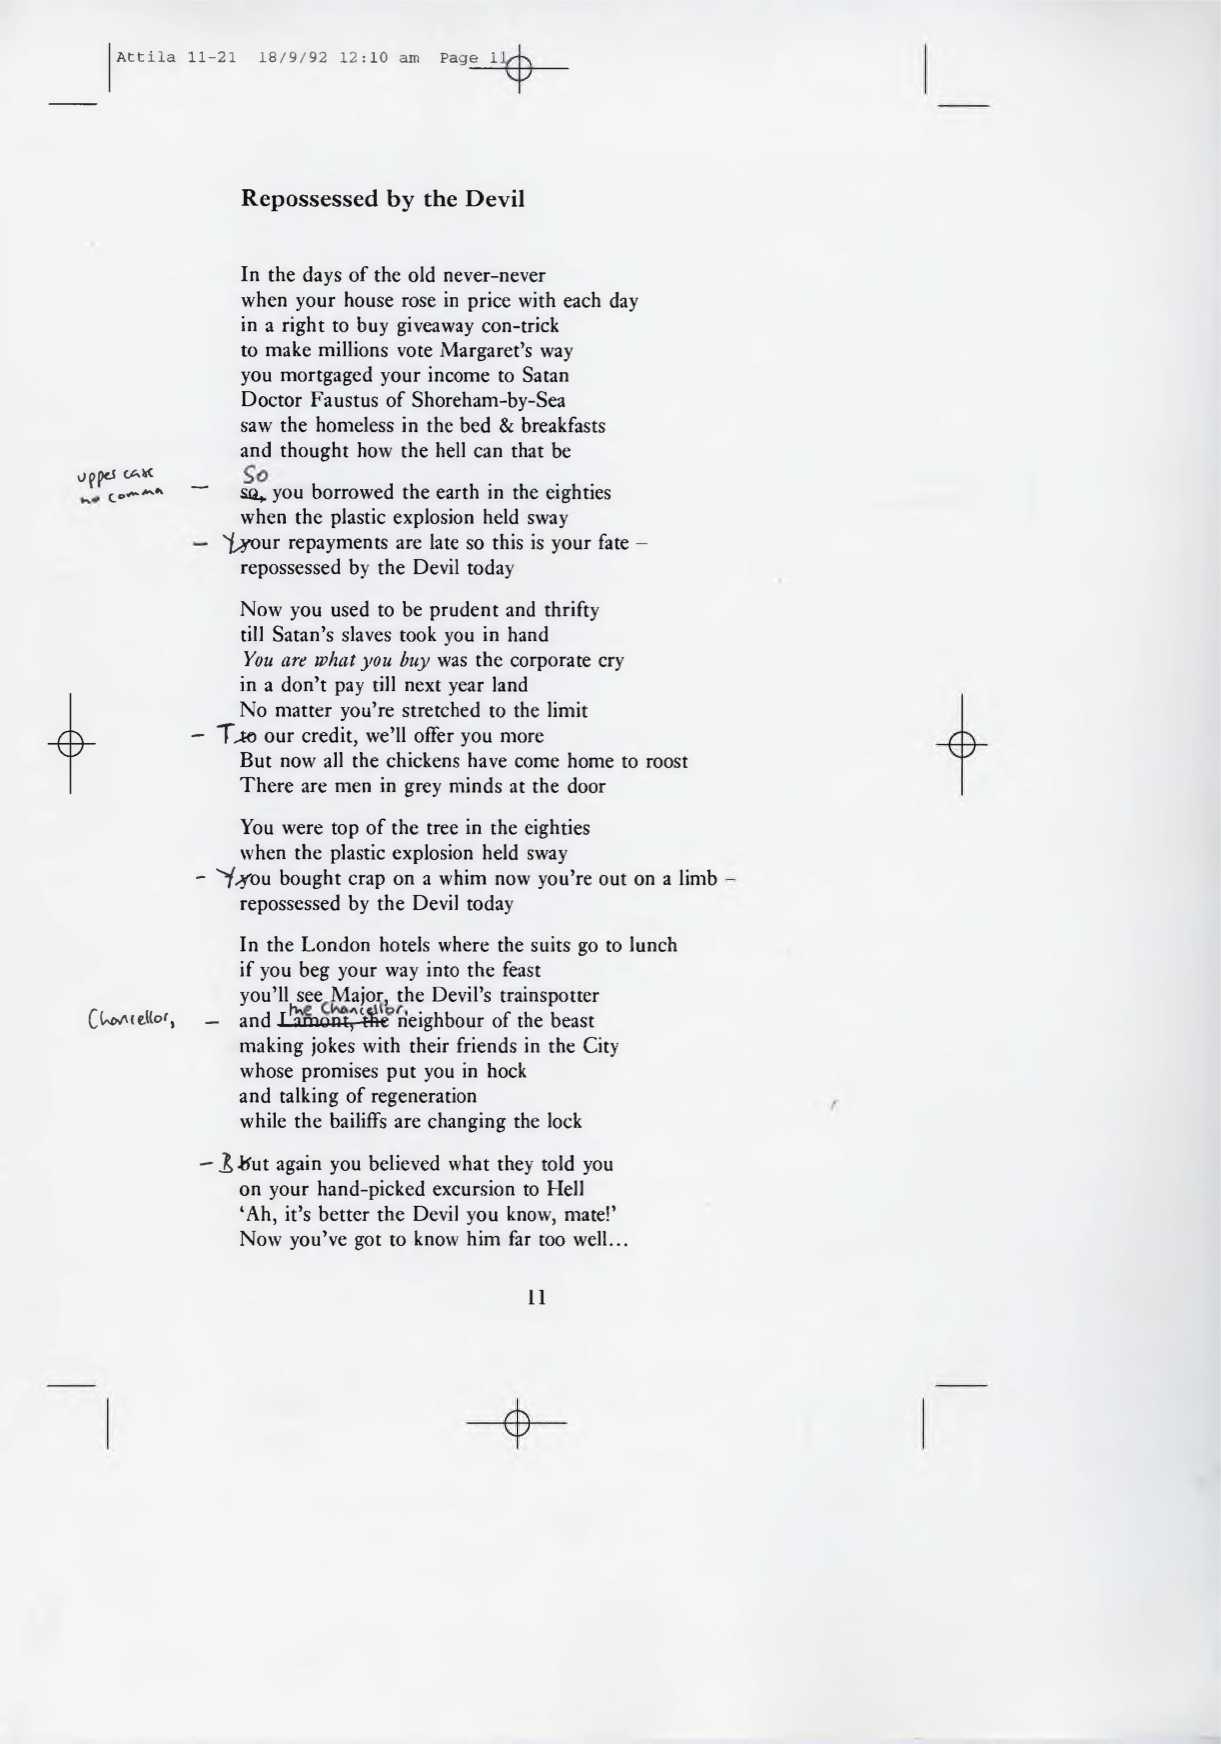 Attila 11-21 18/9/92 12:10 am Page 11
Repossessed by the Devil
In the days of the old never-never
when your house rose in price with each day
in a right to buy giveaway con-trick
to make millions vote Margaret's way
you mortgaged your income to Satan
Doctor Faustus of Shoreham-by-Sea
saw the homeless in the bed & breakfasts
and thought how the hell can that be
upper case
no comma
– So
so, you borrowed the earth in the eighties
when the plastic explosion held sway
– Y your repayments are late so this is your fate –
repossessed by the Devil today
Now you used to be prudent and thrifty
till Satan's slaves took you in hand
You are what you buy was the corporate cry
in a don't pay till next year land
No matter you're stretched to the limit
– T to our credit, we'll offer you more
But now all the chickens have come home to roost
There are men in grey minds at the door
You were top of the tree in the eighties
when the plastic explosion held sway
– Y you bought crap on a whim now you're out on a limb –
repossessed by the Devil today
In the London hotels where the suits go to lunch
if you beg your way into the feast
you'll see Major, the Devil's trainspotter
the Chancellor,
Chancellor, – and Lamont, the neighbour of the beast
making jokes with their friends in the City
whose promises put you in hock
and talking of regeneration
while the bailiffs are changing the lock
– B but again you believed what they told you
on your hand-picked excursion to Hell
'Ah, it's better the Devil you know, mate!'
Now you've got to know him far too well...
11